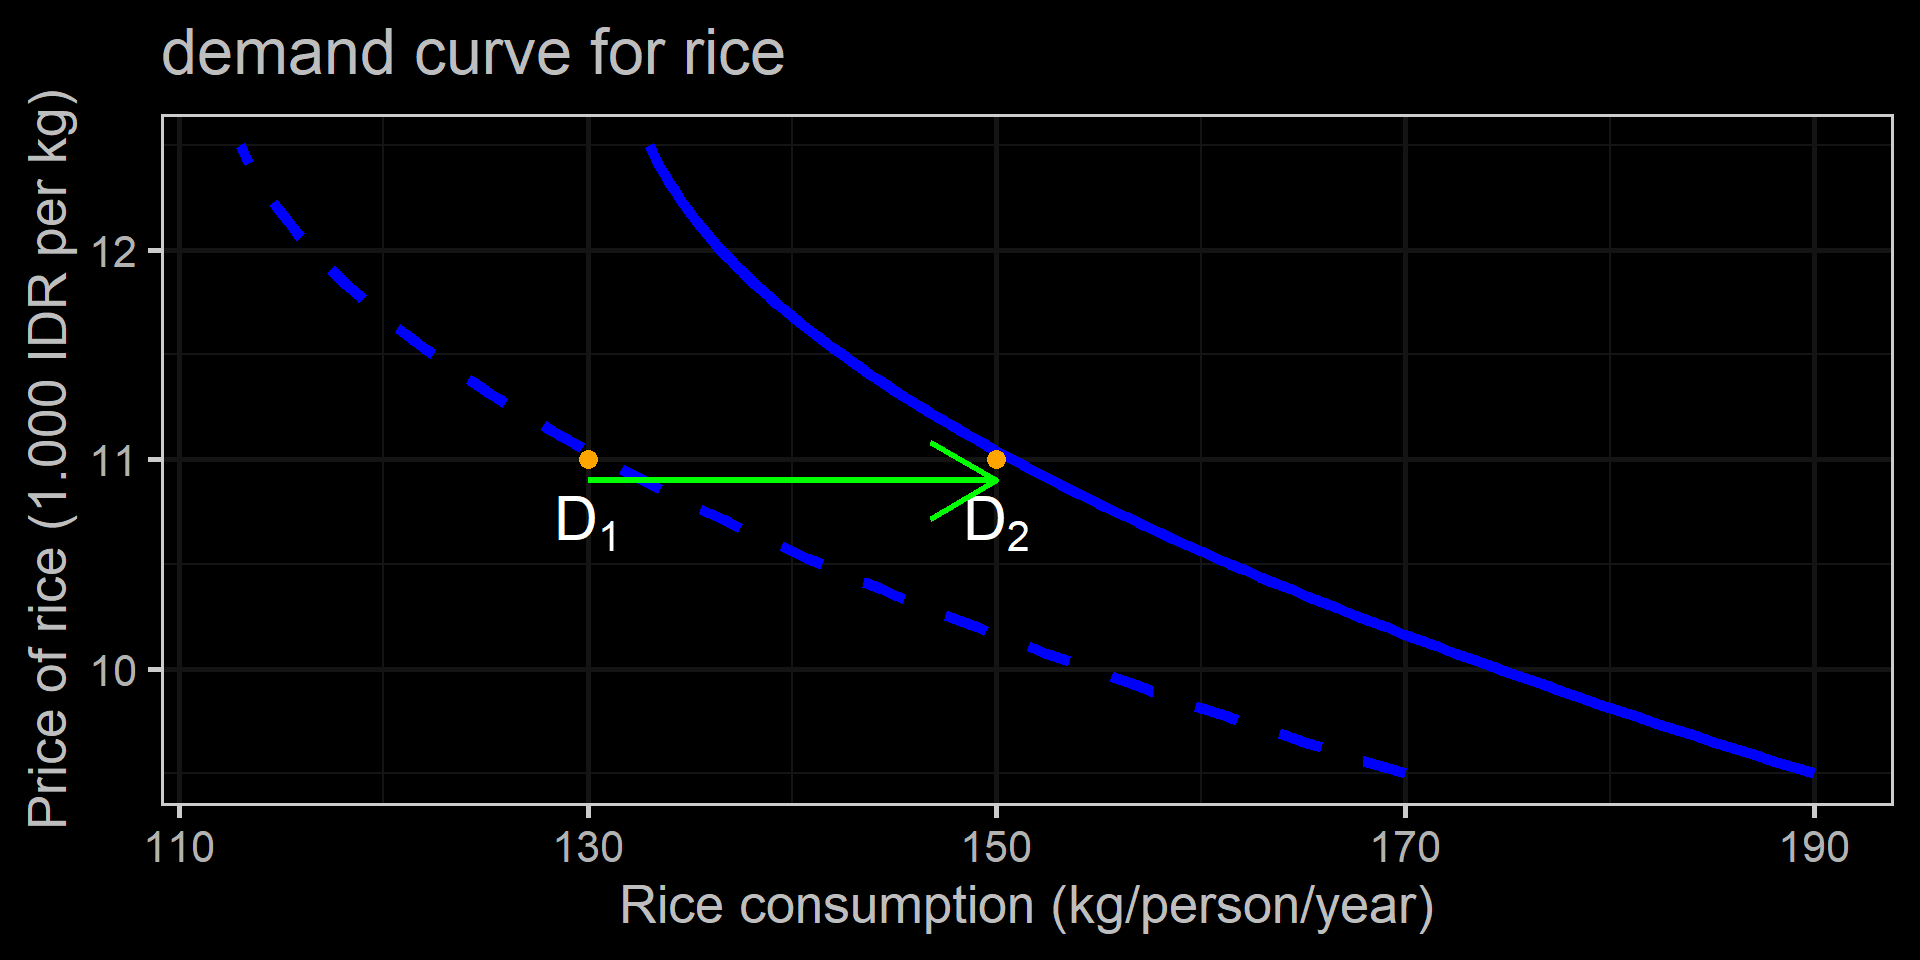 demand curve for rice
Price of rice (1.000 IDR per kg)
12
11
10
D₁
D₂
110 130 150 170 190
Rice consumption (kg/person/year)